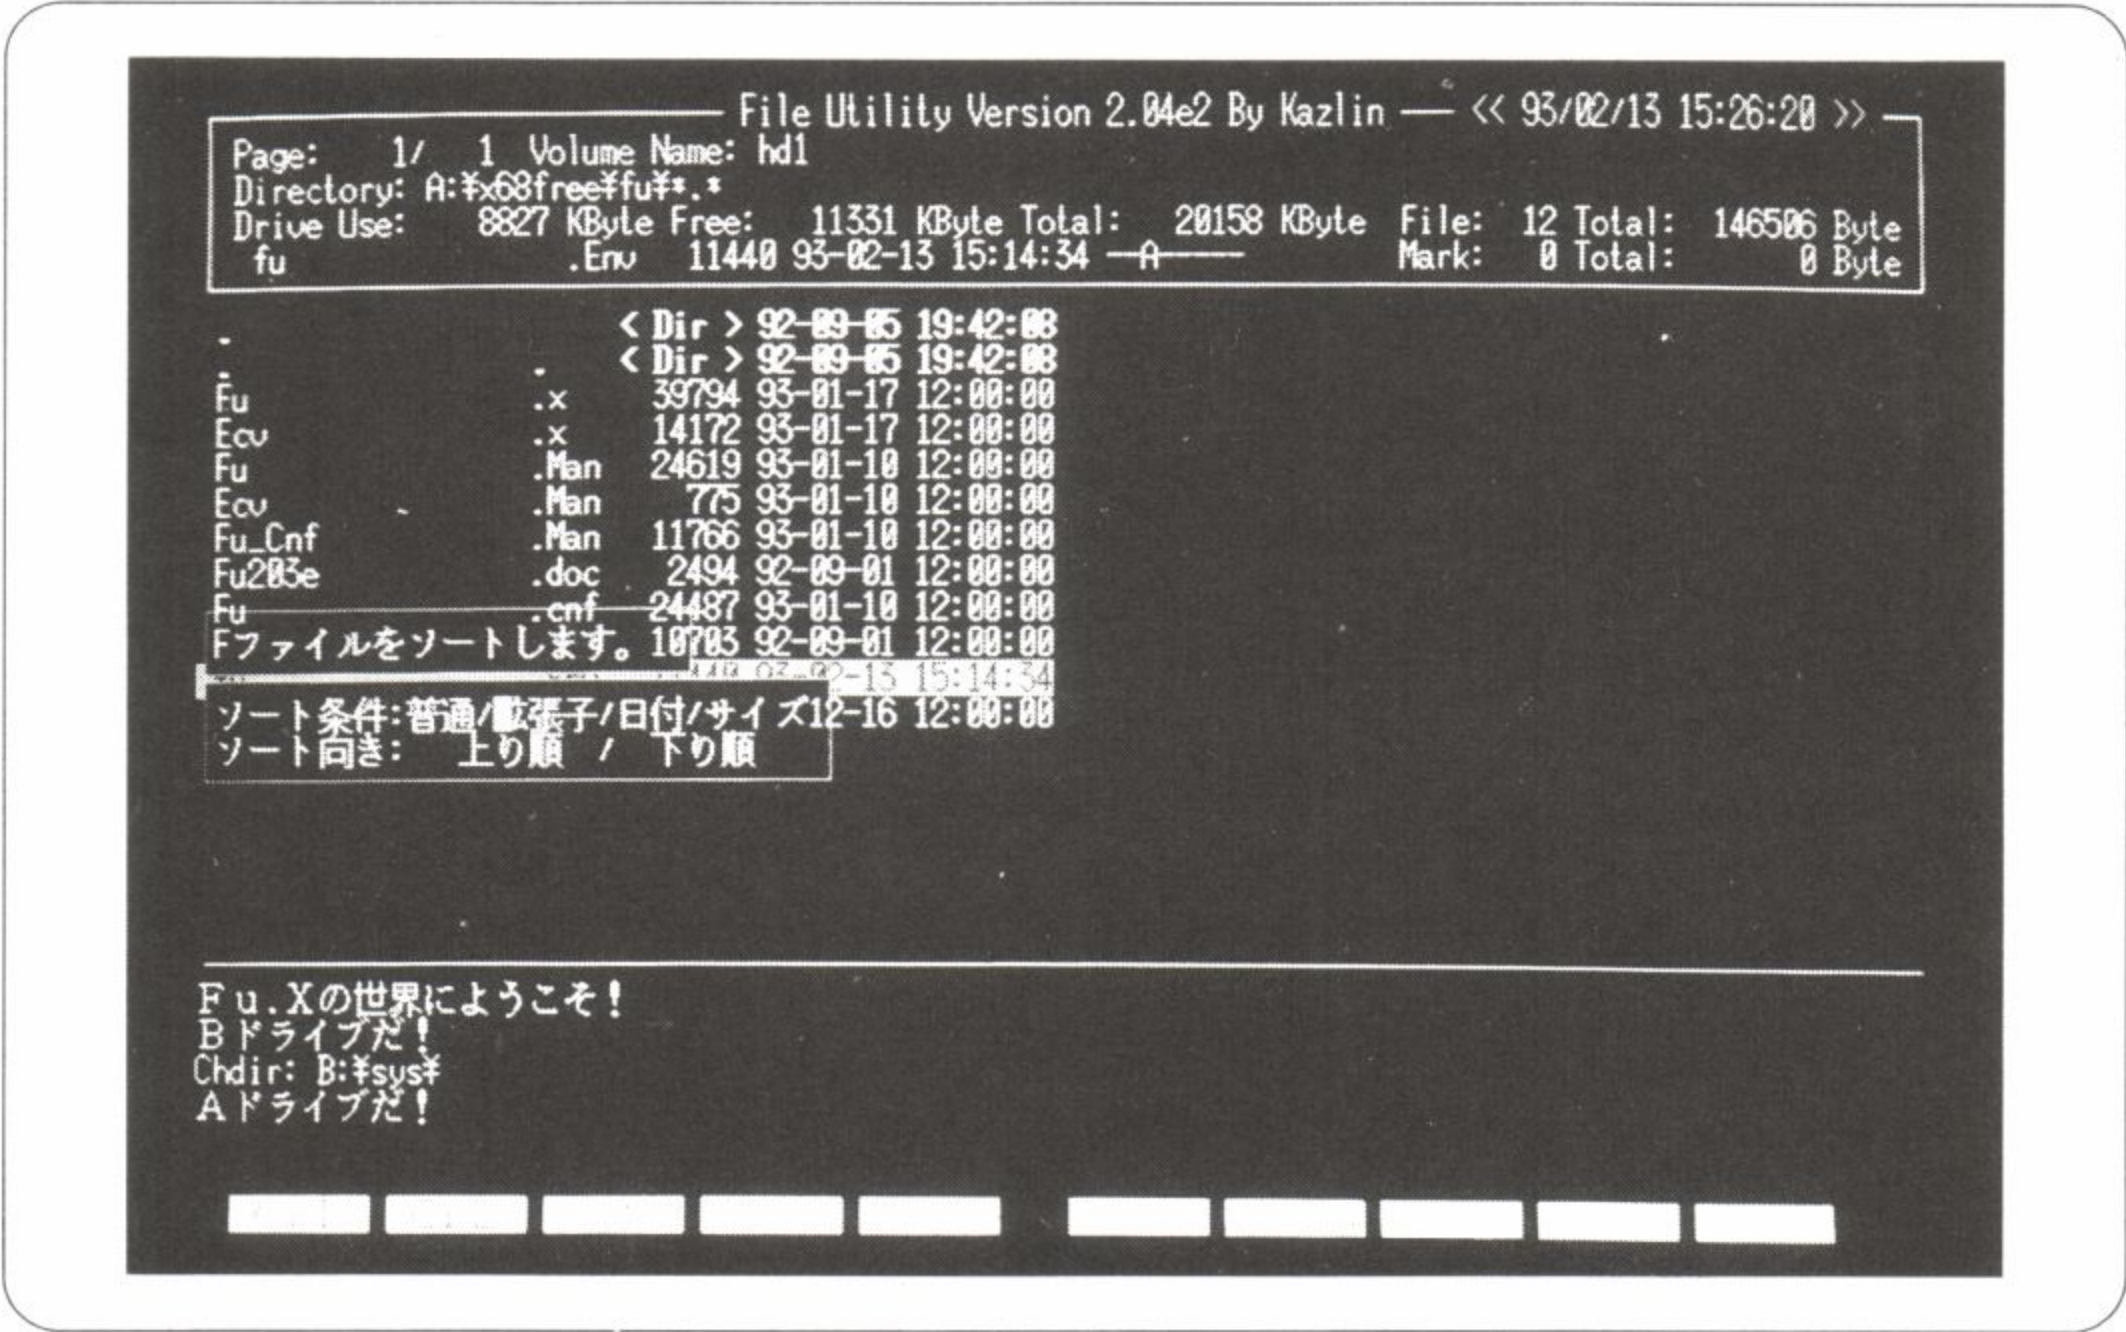 File Utility Version 2.04e2 By Kazlin << 93/02/13 15:26:20 >>
Page: 1/ 1 Volume Name: hd1
Directory: A:¥x68free¥fu¥*.*
Drive Use: 8827 KByte Free: 11331 KByte Total: 20158 KByte File: 12 Total: 146506 Byte
fu .Env 11440 93-02-13 15:14:34 —A——— Mark: 0 Total: 0 Byte
. < Dir > 92-09-05 19:42:08
. . < Dir > 92-09-05 19:42:08
Fu .x 39794 93-01-17 12:00:00
Ecv .x 14172 93-01-17 12:00:00
Fu .Man 24619 93-01-10 12:00:00
Ecv .Man 775 93-01-10 12:00:00
Fu_Cnf .Man 11766 93-01-10 12:00:00
Fu203e .doc 2494 92-09-01 12:00:00
Fu .cnf 24487 93-01-10 12:00:00
Fファイルをソートします。 10703 92-09-01 12:00:00
-13 15:14:34
ソート条件:普通/拡張子/日付/サイズ12-16 12:00:00
ソート向き: 上り順 / 下り順
Fu.Xの世界にようこそ!
Bドライブだ!
Chdir: B:¥sys¥
Aドライブだ!